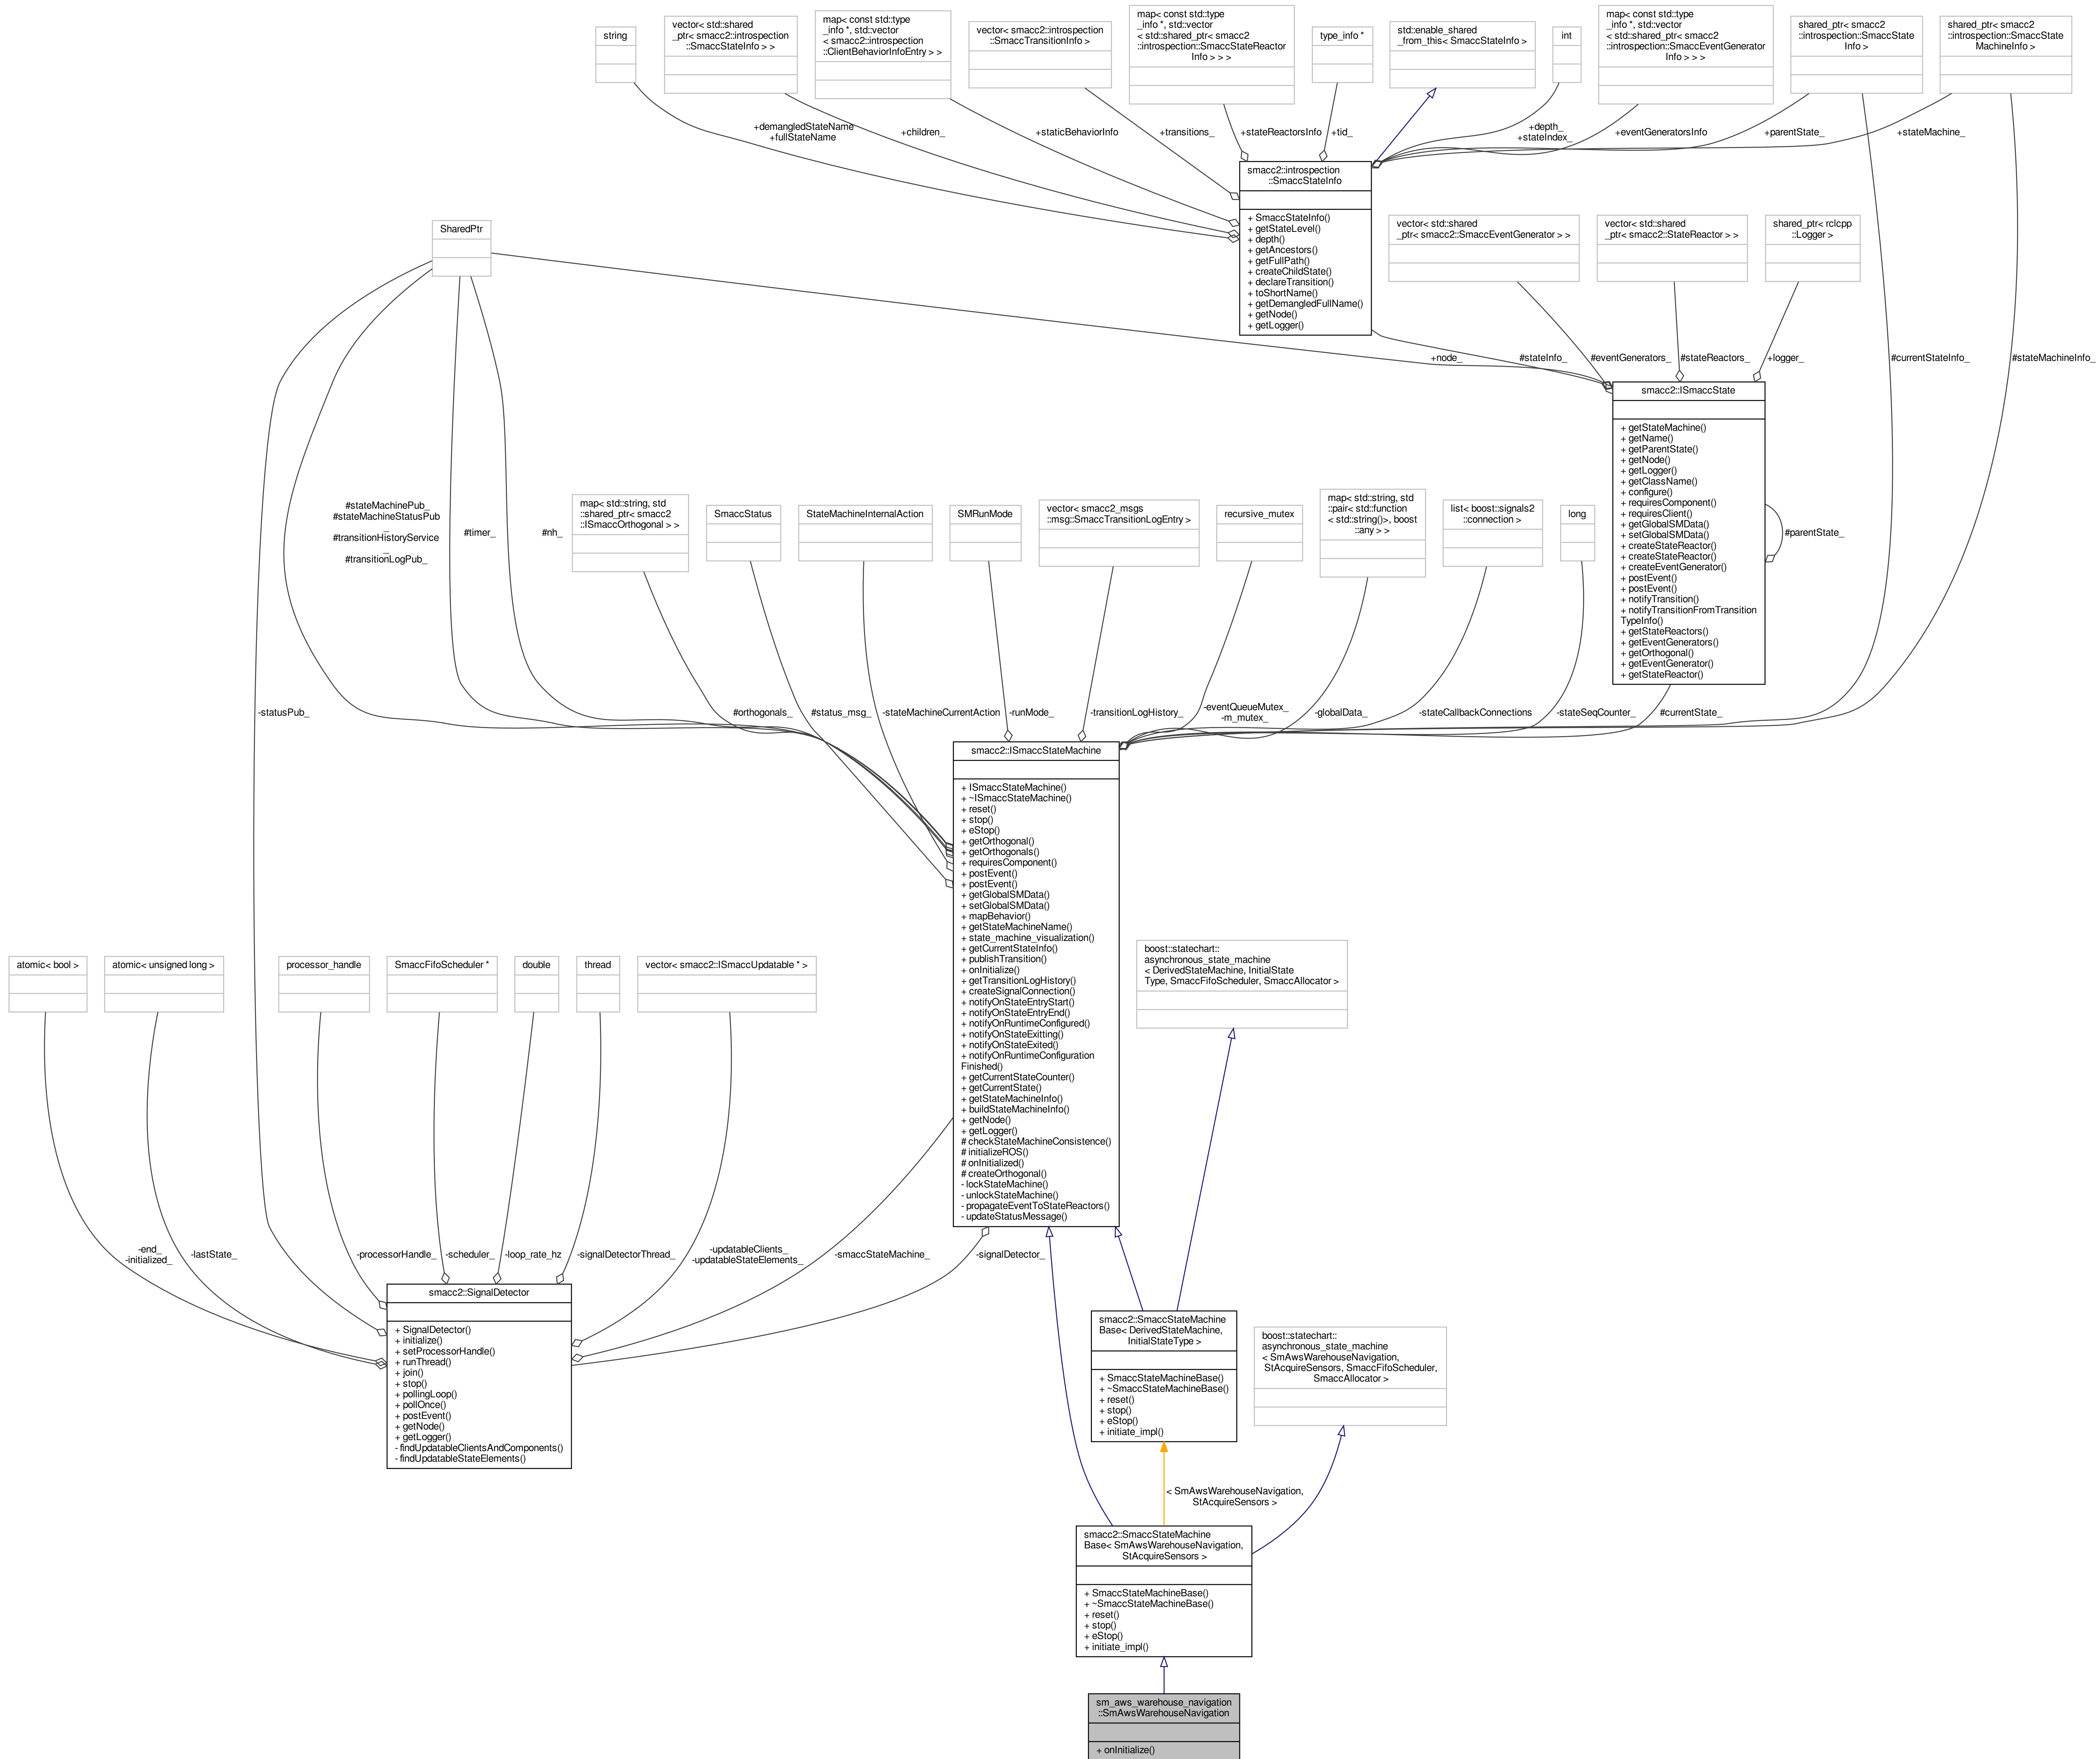 string
vector< std::shared
_ptr< smacc2::introspection
::SmaccStateInfo > >
map< const std::type
_info *, std::vector
< smacc2::introspection
::ClientBehaviorInfoEntry > >
vector< smacc2::introspection
::SmaccTransitionInfo >
map< const std::type
_info *, std::vector
< std::shared_ptr< smacc2
::introspection::SmaccStateReactor
Info > > >
type_info *
std::enable_shared
_from_this< SmaccStateInfo >
int
map< const std::type
_info *, std::vector
< std::shared_ptr< smacc2
::introspection::SmaccEventGenerator
Info > > >
shared_ptr< smacc2
::introspection::SmaccState
Info >
shared_ptr< smacc2
::introspection::SmaccState
MachineInfo >
+demangledStateName
+fullStateName
+children_
+staticBehaviorInfo
+transitions_
+stateReactorsInfo
+tid_
+depth_
+stateIndex_
+eventGeneratorsInfo
+parentState_
+stateMachine_
smacc2::introspection
::SmaccStateInfo
+ SmaccStateInfo()
+ getStateLevel()
+ depth()
+ getAncestors()
+ getFullPath()
+ createChildState()
+ declareTransition()
+ toShortName()
+ getDemangledFullName()
+ getNode()
+ getLogger()
SharedPtr
vector< std::shared
_ptr< smacc2::SmaccEventGenerator > >
vector< std::shared
_ptr< smacc2::StateReactor > >
shared_ptr< rclcpp
::Logger >
+node_
#stateInfo_
#eventGenerators_
#stateReactors_
+logger_
#currentStateInfo_
#stateMachineInfo_
smacc2::ISmaccState
+ getStateMachine()
+ getName()
+ getParentState()
+ getNode()
+ getLogger()
+ getClassName()
+ configure()
+ requiresComponent()
+ requiresClient()
+ getGlobalSMData()
+ setGlobalSMData()
+ createStateReactor()
+ createStateReactor()
+ createEventGenerator()
+ postEvent()
+ postEvent()
+ notifyTransition()
+ notifyTransitionFromTransition
TypeInfo()
+ getStateReactors()
+ getEventGenerators()
+ getOrthogonal()
+ getEventGenerator()
+ getStateReactor()
#parentState_
#stateMachinePub_
#stateMachineStatusPub
_
#transitionHistoryService
_
#transitionLogPub_
#timer_
#nh_
map< std::string, std
::shared_ptr< smacc2
::ISmaccOrthogonal > >
SmaccStatus
StateMachineInternalAction
SMRunMode
vector< smacc2_msgs
::msg::SmaccTransitionLogEntry >
recursive_mutex
map< std::string, std
::pair< std::function
< std::string()>, boost
::any > >
list< boost::signals2
::connection >
long
-statusPub_
#orthogonals_
#status_msg_
-stateMachineCurrentAction
-runMode_
-transitionLogHistory_
-eventQueueMutex_
-m_mutex_
-globalData_
-stateCallbackConnections
-stateSeqCounter_
#currentState_
smacc2::ISmaccStateMachine
+ ISmaccStateMachine()
+ ~ISmaccStateMachine()
+ reset()
+ stop()
+ eStop()
+ getOrthogonal()
+ getOrthogonals()
+ requiresComponent()
+ postEvent()
+ postEvent()
+ getGlobalSMData()
+ setGlobalSMData()
+ mapBehavior()
+ getStateMachineName()
+ state_machine_visualization()
+ getCurrentStateInfo()
+ publishTransition()
+ onInitialize()
+ getTransitionLogHistory()
+ createSignalConnection()
+ notifyOnStateEntryStart()
+ notifyOnStateEntryEnd()
+ notifyOnRuntimeConfigured()
+ notifyOnStateExitting()
+ notifyOnStateExited()
+ notifyOnRuntimeConfiguration
Finished()
+ getCurrentStateCounter()
+ getCurrentState()
+ getStateMachineInfo()
+ buildStateMachineInfo()
+ getNode()
+ getLogger()
# checkStateMachineConsistence()
# initializeROS()
# onInitialized()
# createOrthogonal()
- lockStateMachine()
- unlockStateMachine()
- propagateEventToStateReactors()
- updateStatusMessage()
atomic< bool >
atomic< unsigned long >
processor_handle
SmaccFifoScheduler *
double
thread
vector< smacc2::ISmaccUpdatable * >
boost::statechart::
asynchronous_state_machine
< DerivedStateMachine, InitialState
Type, SmaccFifoScheduler, SmaccAllocator >
-end_
-initialized_
-lastState_
-processorHandle_
-scheduler_
-loop_rate_hz
-signalDetectorThread_
-updatableClients_
-updatableStateElements_
-smaccStateMachine_
-signalDetector_
smacc2::SignalDetector
+ SignalDetector()
+ initialize()
+ setProcessorHandle()
+ runThread()
+ join()
+ stop()
+ pollingLoop()
+ pollOnce()
+ postEvent()
+ getNode()
+ getLogger()
- findUpdatableClientsAndComponents()
- findUpdatableStateElements()
smacc2::SmaccStateMachine
Base< DerivedStateMachine,
InitialStateType >
+ SmaccStateMachineBase()
+ ~SmaccStateMachineBase()
+ reset()
+ stop()
+ eStop()
+ initiate_impl()
boost::statechart::
asynchronous_state_machine
< SmAwsWarehouseNavigation,
StAcquireSensors, SmaccFifoScheduler,
SmaccAllocator >
< SmAwsWarehouseNavigation,
StAcquireSensors >
smacc2::SmaccStateMachine
Base< SmAwsWarehouseNavigation,
StAcquireSensors >
+ SmaccStateMachineBase()
+ ~SmaccStateMachineBase()
+ reset()
+ stop()
+ eStop()
+ initiate_impl()
sm_aws_warehouse_navigation
::SmAwsWarehouseNavigation
+ onInitialize()